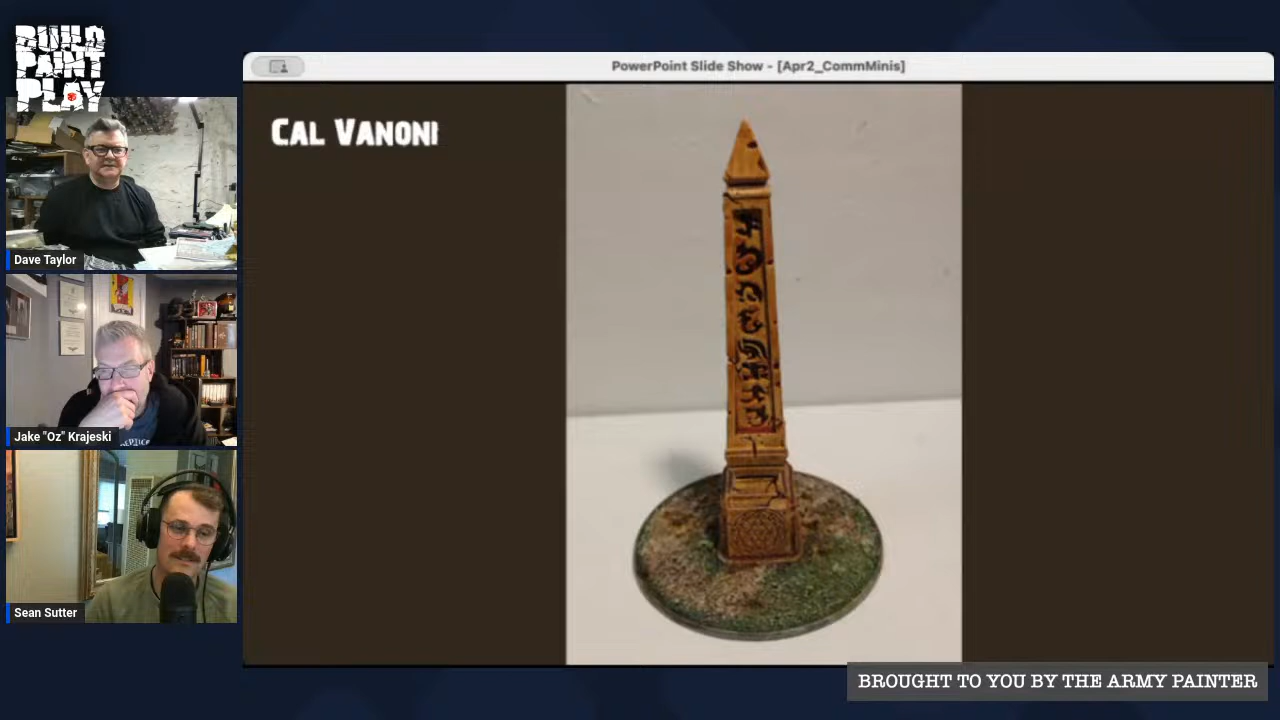 BUILD
PAINT
PLAY
PowerPoint Slide Show - [Apr2_CommMinis]
CAL VANONI
Dave Taylor
Jake "Oz" Krajeski
Sean Sutter
BROUGHT TO YOU BY THE ARMY PAINTER